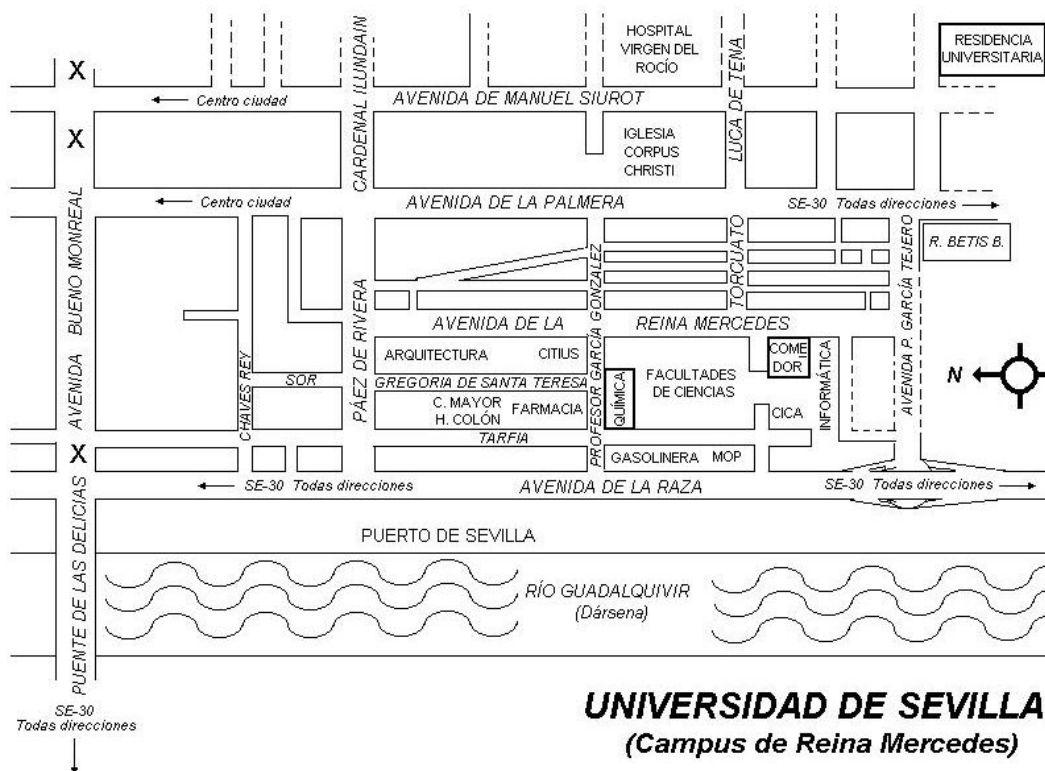 HOSPITAL
VIRGEN DEL
ROCÍO
RESIDENCIA
UNIVERSITARIA
X
CARDENAL ILUNDAIN
LUCA DE TENA
Centro ciudad
AVENIDA DE MANUEL SIUROT
X
IGLESIA
CORPUS
CHRISTI
Centro ciudad
AVENIDA DE LA PALMERA
SE-30 Todas direcciones
AVENIDA BUENO MONREAL
R. BETIS B.
TORCUATO
AVENIDA P. GARCÍA TEJERO
PROFESOR GARCÍA GONZALEZ
PÁEZ DE RIVERA
AVENIDA DE LA
REINA MERCEDES
ARQUITECTURA
CITIUS
COME_
DOR
INFORMÁTICA
N
SOR
GREGORIA DE SANTA TERESA
CHAVES REY
QUÍMICA
FACULTADES
DE CIENCIAS
C. MAYOR
H. COLÓN
FARMACIA
CICA
TARFIA
X
GASOLINERA
MOP
SE-30 Todas direcciones
AVENIDA DE LA RAZA
SE-30 Todas direcciones
PUENTE DE LAS DELICIAS
PUERTO DE SEVILLA
RÍO GUADALQUIVIR
(Dársena)
SE-30
Todas direcciones
UNIVERSIDAD DE SEVILLA
(Campus de Reina Mercedes)